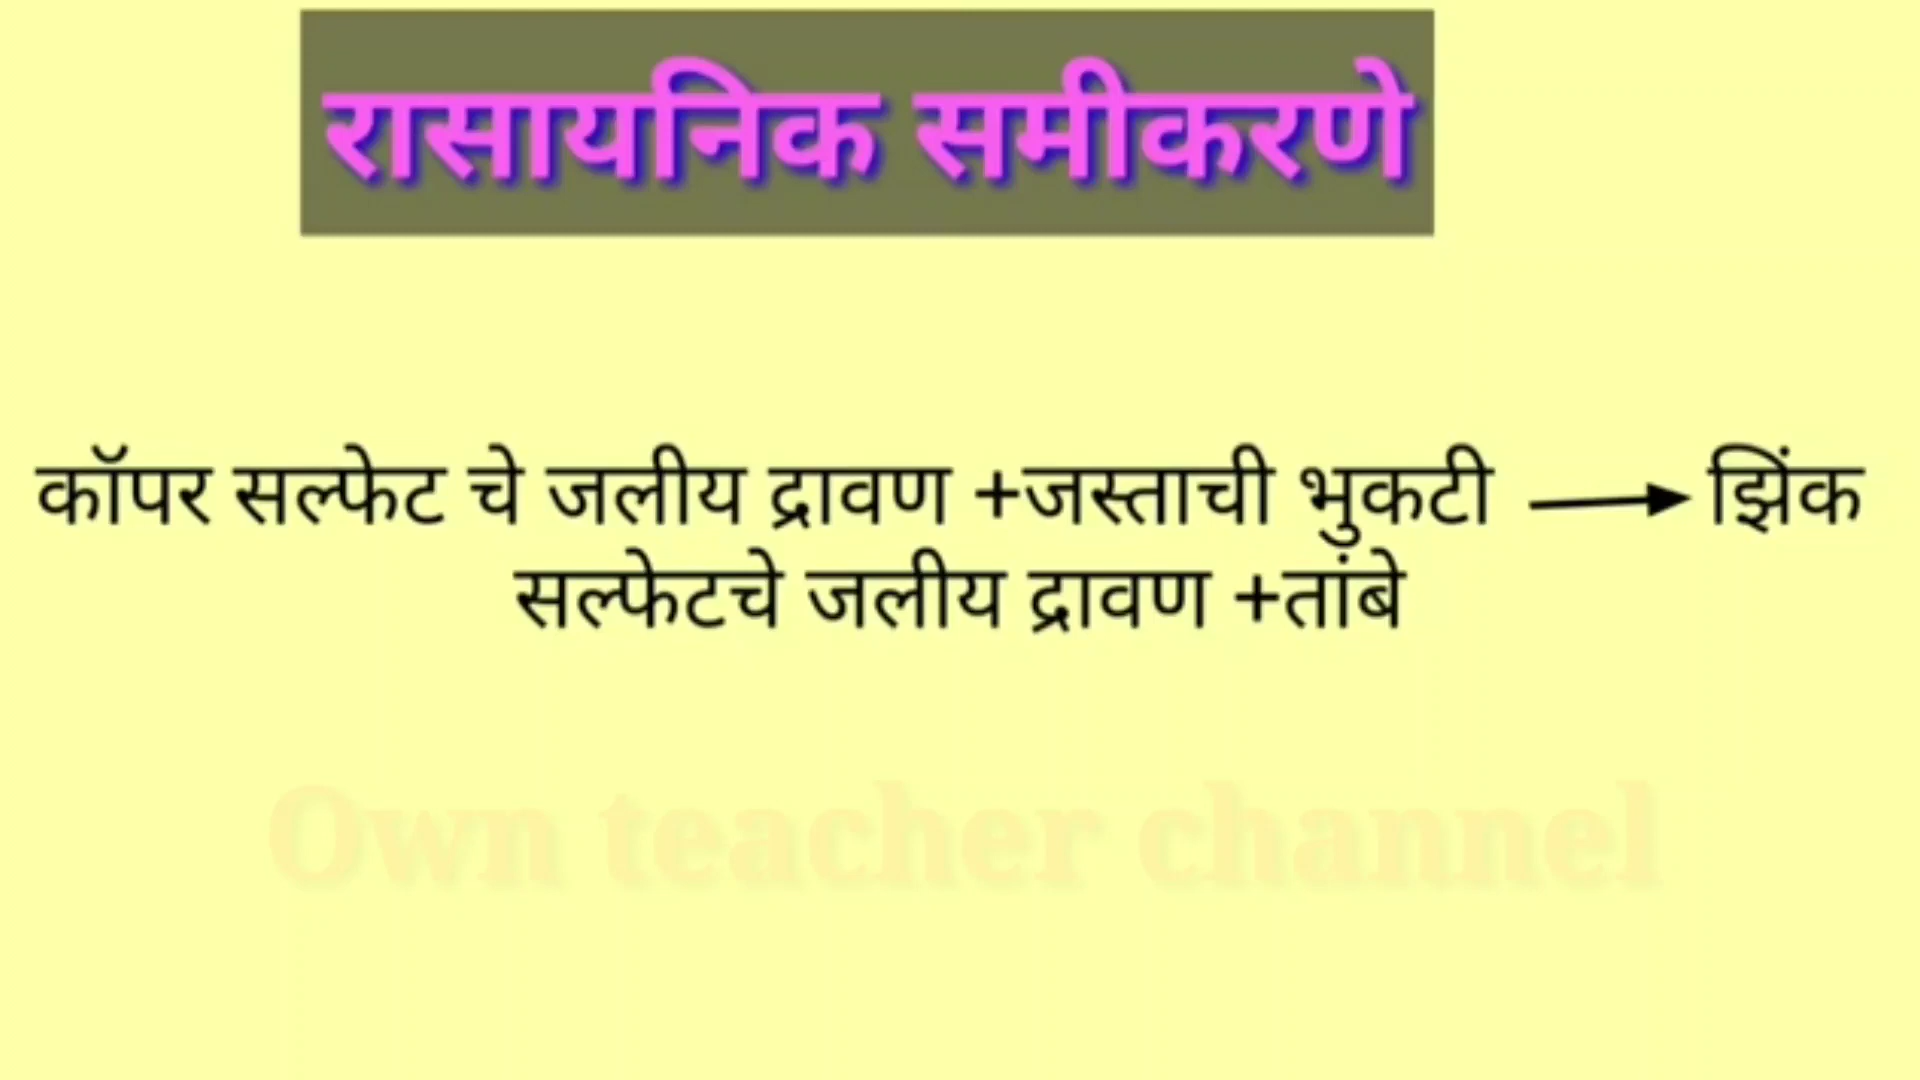 रासायनिक समीकरणे
कॉपर सल्फेट चे जलीय द्रावण +जस्ताची भुकटी ⟶ झिंक
सल्फेटचे जलीय द्रावण +तांबे
Own teacher channel